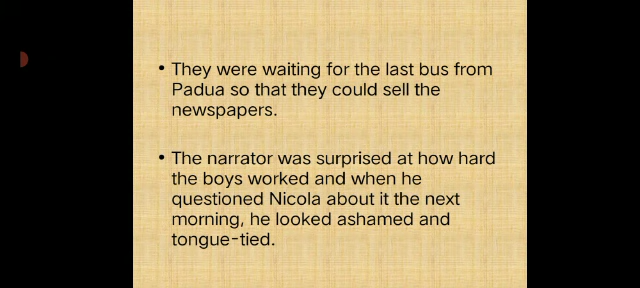 • They were waiting for the last bus from
Padua so that they could sell the
newspapers.
• The narrator was surprised at how hard
the boys worked and when he
questioned Nicola about it the next
morning, he looked ashamed and
tongue-tied.